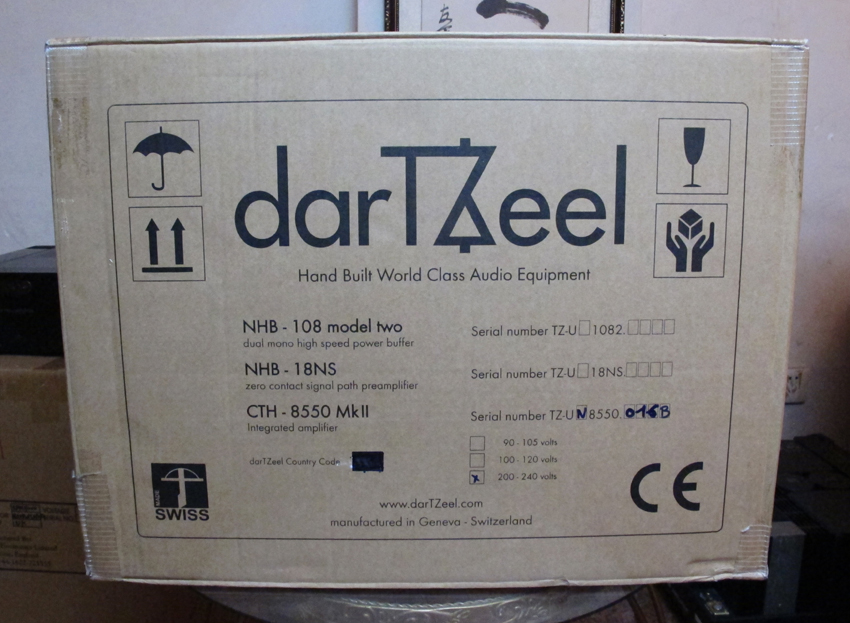 darTZeel
Hand Built World Class Audio Equipment
NHB - 108 model two
dual mono high speed power buffer
Serial number TZ-U 1082.
NHB - 18NS
zero contact signal path preamplifier
Serial number TZ-U 18NS.
CTH - 8550 MkII
Integrated amplifier
Serial number TZ-U N 8550. 016B
90 - 105 volts
100 - 120 volts
x 200 - 240 volts
darTZeel Country Code
MADE
SWISS
CE
www.darTZeel.com
manufactured in Geneva - Switzerland